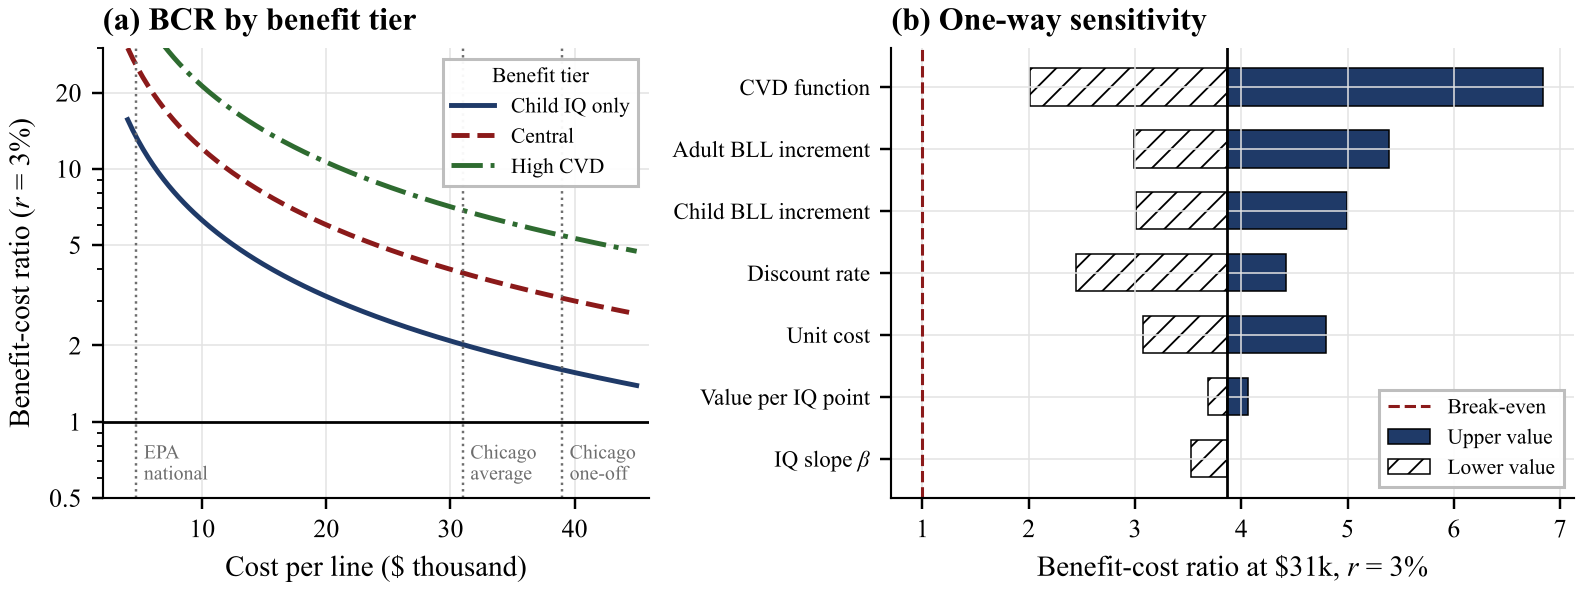 (a) BCR by benefit tier
Benefit-cost ratio (r = 3%)
20
10
5
2
1
0.5
Benefit tier
Child IQ only
Central
High CVD
EPA
national
Chicago
average
Chicago
one-off
10
20
30
40
Cost per line ($ thousand)
(b) One-way sensitivity
CVD function
Adult BLL increment
Child BLL increment
Discount rate
Unit cost
Value per IQ point
IQ slope β
Break-even
Upper value
Lower value
1
2
3
4
5
6
7
Benefit-cost ratio at $31k, r = 3%